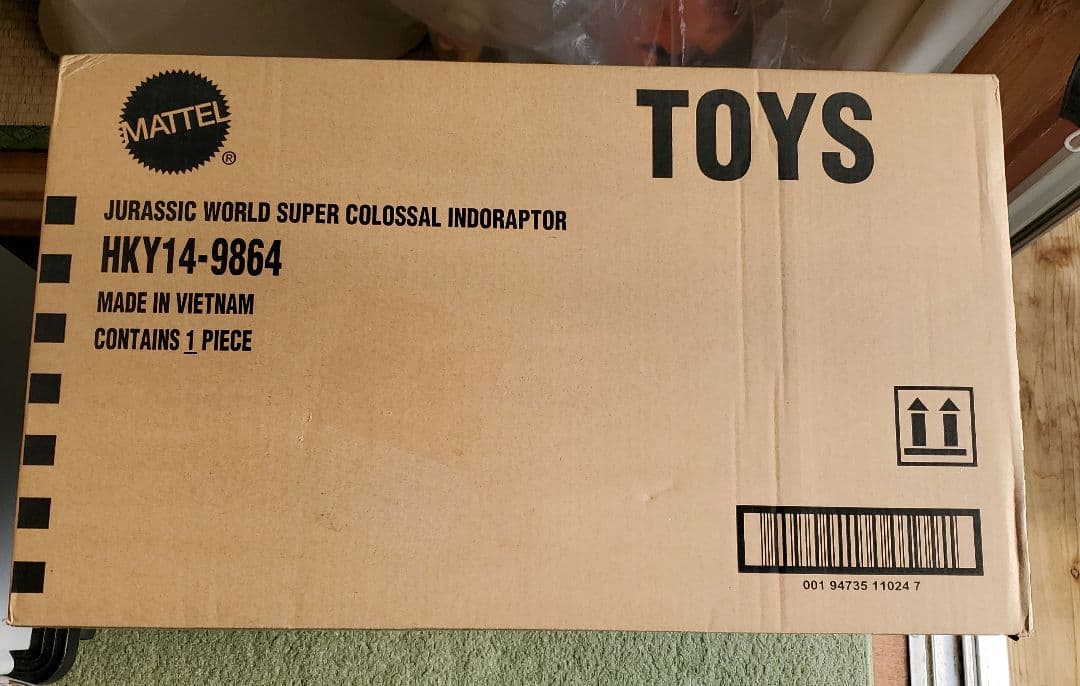 MATTEL
®
TOYS
JURASSIC WORLD SUPER COLOSSAL INDORAPTOR
HKY14-9864
MADE IN VIETNAM
CONTAINS 1 PIECE
001 94735 11024 7